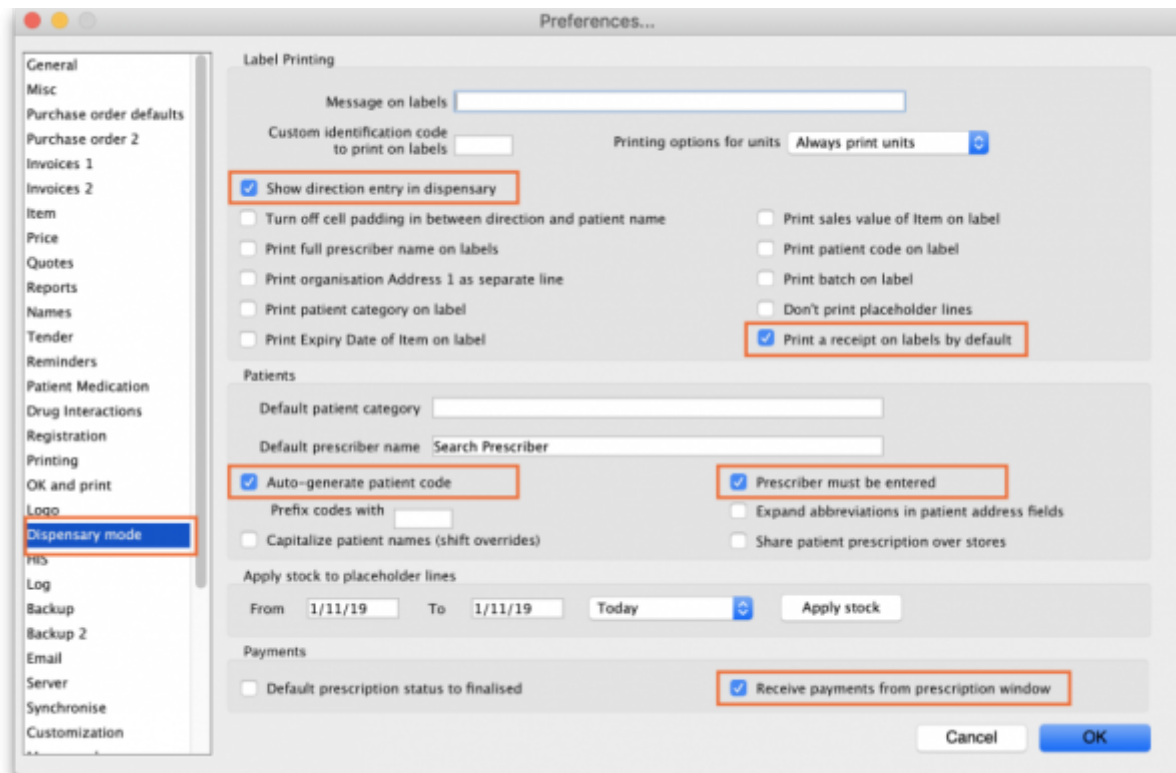 Preferences...
General
Misc
Purchase order defaults
Purchase order 2
Invoices 1
Invoices 2
Item
Price
Quotes
Reports
Names
Tender
Reminders
Patient Medication
Drug Interactions
Registration
Printing
OK and print
Logo
Dispensary mode
HIS
Log
Backup
Backup 2
Email
Server
Synchronise
Customization
Label Printing
Message on labels
Custom identification code
to print on labels
Printing options for units Always print units
Show direction entry in dispensary
Turn off cell padding in between direction and patient name
Print sales value of Item on label
Print full prescriber name on labels
Print patient code on label
Print organisation Address 1 as separate line
Print batch on label
Print patient category on label
Don't print placeholder lines
Print Expiry Date of Item on label
Print a receipt on labels by default
Patients
Default patient category
Default prescriber name Search Prescriber
Auto-generate patient code
Prescriber must be entered
Prefix codes with
Expand abbreviations in patient address fields
Capitalize patient names (shift overrides)
Share patient prescription over stores
Apply stock to placeholder lines
From 1/11/19 To 1/11/19 Today Apply stock
Payments
Default prescription status to finalised
Receive payments from prescription window
Cancel OK